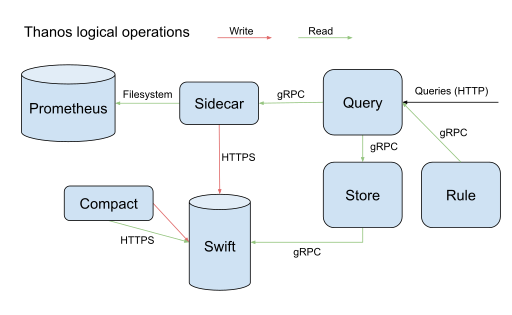 Thanos logical operations
Write
Read
Prometheus
Filesystem
Sidecar
gRPC
Query
Queries (HTTP)
gRPC
gRPC
HTTPS
Store
Rule
Compact
HTTPS
Swift
gRPC